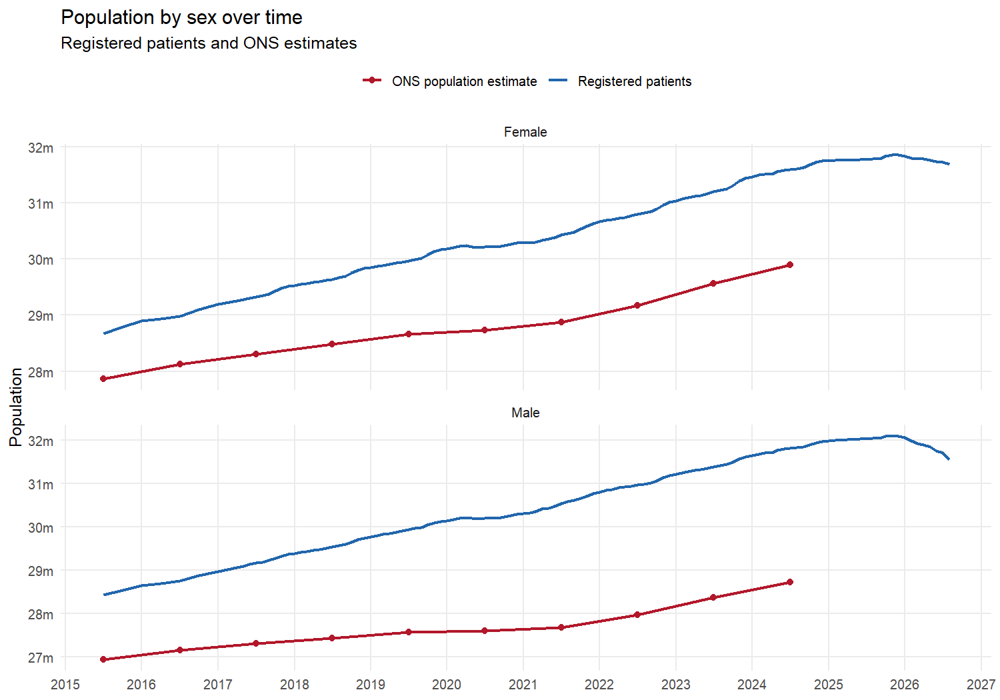 Population by sex over time
Registered patients and ONS estimates
ONS population estimate Registered patients
Female
32m
31m
30m
29m
28m
Population
Male
32m
31m
30m
29m
28m
27m
2015 2016 2017 2018 2019 2020 2021 2022 2023 2024 2025 2026 2027